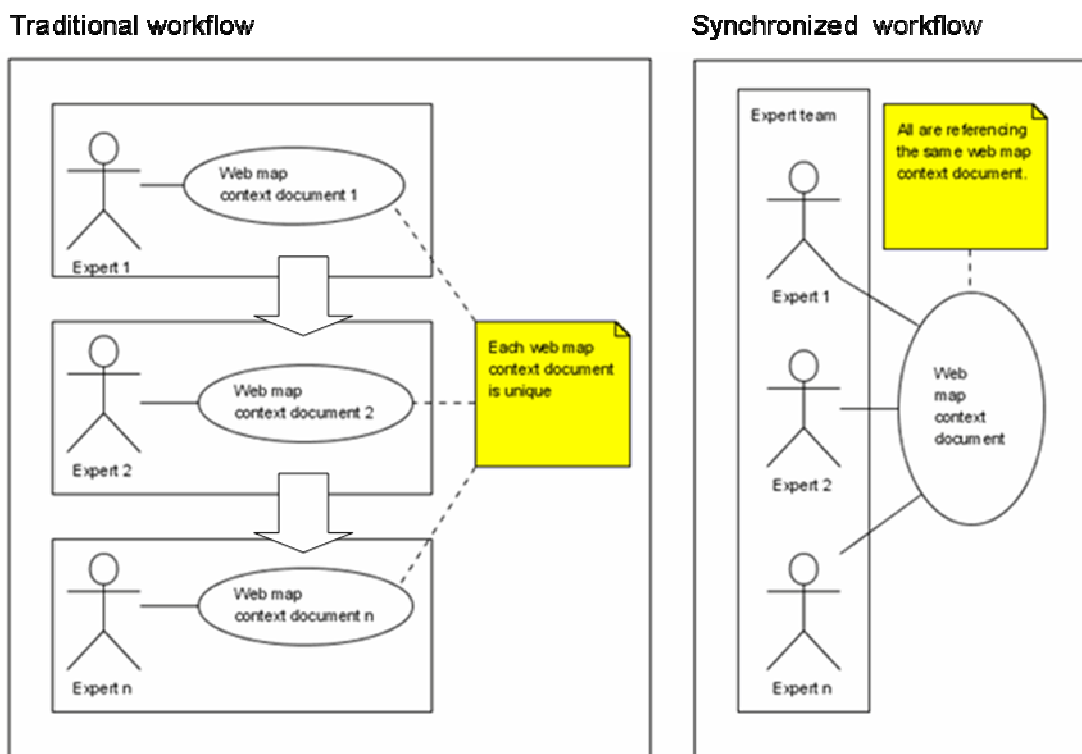 Traditional workflow
Web map
context document 1
Expert 1
Web map
context document 2
Expert 2
Web map
context document n
Expert n
Each web map
context document
is unique
Synchronized workflow
Expert team
All are referencing
the same web map
context document.
Expert 1
Expert 2
Expert n
Web
map
context
document